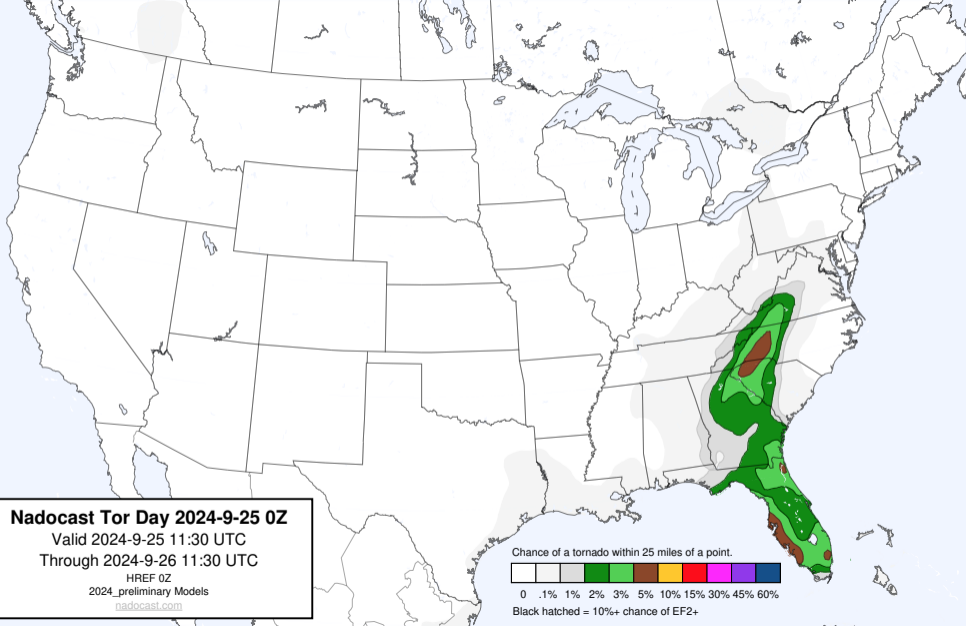 Nadocast Tor Day 2024-9-25 0Z
Valid 2024-9-25 11:30 UTC
Through 2024-9-26 11:30 UTC
HREF 0Z
2024_preliminary Models
nadocast.com
Chance of a tornado within 25 miles of a point.
0 .1% 1% 2% 3% 5% 10% 15% 30% 45% 60%
Black hatched = 10%+ chance of EF2+